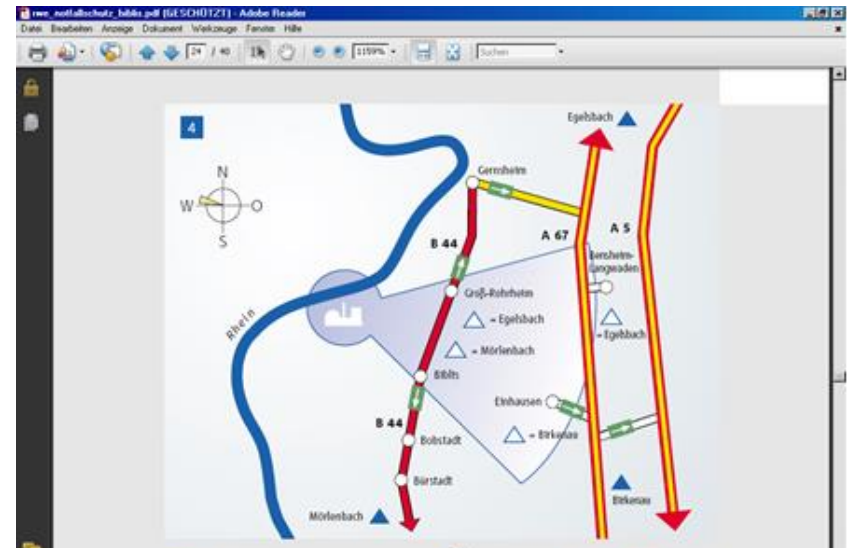 rwe_notfallschutz_biblis.pdf (GESCHÜTZT) - Adobe Reader
Datei Bearbeiten Anzeige Dokument Werkzeuge Fenster Hilfe
24 / 40 1159% Suchen
4
Egelsbach
N
W O
S
Gernsheim
A 67
A 5
B 44
Bensheim-
Langwaden
Groß-Rohrheim
Rhein
= Egelsbach
= Egelsbach
= Mörlenbach
Biblis
Einhausen
B 44
= Birkenau
Bobstadt
Bürstadt
Birkenau
Mörlenbach